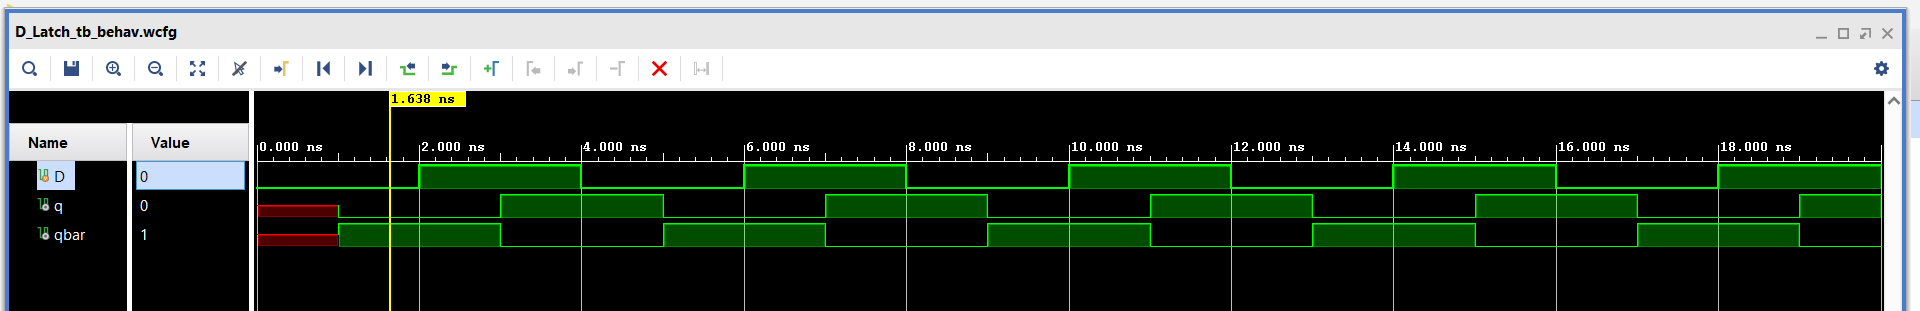 D_Latch_tb_behav.wcfg
1.638 ns
Name Value
0.000 ns 2.000 ns 4.000 ns 6.000 ns 8.000 ns 10.000 ns 12.000 ns 14.000 ns 16.000 ns 18.000 ns
D 0
q 0
qbar 1